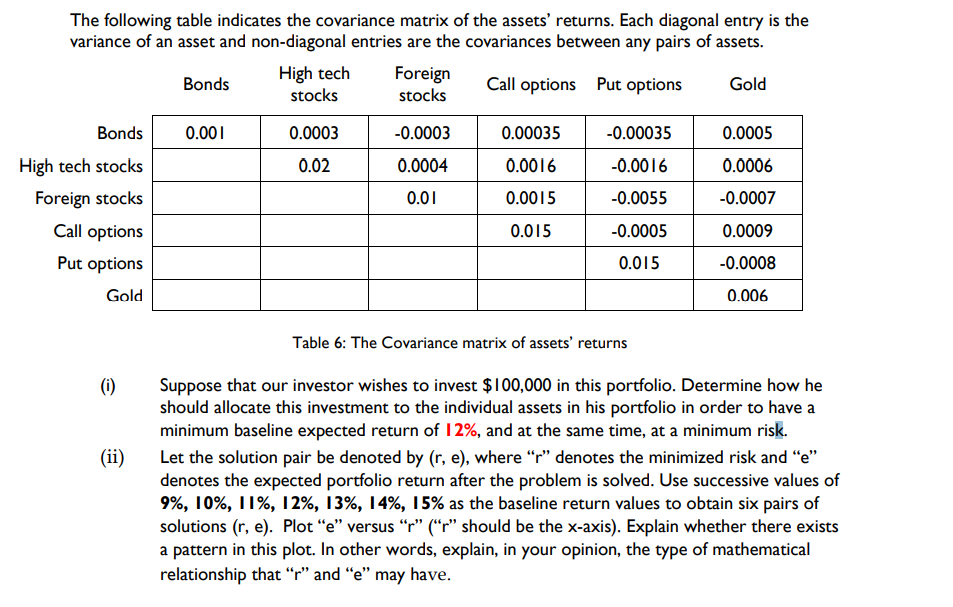 The following table indicates the covariance matrix of the assets' returns. Each diagonal entry is the
variance of an asset and non-diagonal entries are the covariances between any pairs of assets.
Bonds High tech stocks Foreign stocks Call options Put options Gold
Bonds 0.001 0.0003 -0.0003 0.00035 -0.00035 0.0005
High tech stocks 0.02 0.0004 0.0016 -0.0016 0.0006
Foreign stocks 0.01 0.0015 -0.0055 -0.0007
Call options 0.015 -0.0005 0.0009
Put options 0.015 -0.0008
Gold 0.006
Table 6: The Covariance matrix of assets' returns
(i) Suppose that our investor wishes to invest $100,000 in this portfolio. Determine how he
should allocate this investment to the individual assets in his portfolio in order to have a
minimum baseline expected return of 12%, and at the same time, at a minimum risk.
(ii) Let the solution pair be denoted by (r, e), where "r" denotes the minimized risk and "e"
denotes the expected portfolio return after the problem is solved. Use successive values of
9%, 10%, 11%, 12%, 13%, 14%, 15% as the baseline return values to obtain six pairs of
solutions (r, e). Plot "e" versus "r" ("r" should be the x-axis). Explain whether there exists
a pattern in this plot. In other words, explain, in your opinion, the type of mathematical
relationship that "r" and "e" may have.